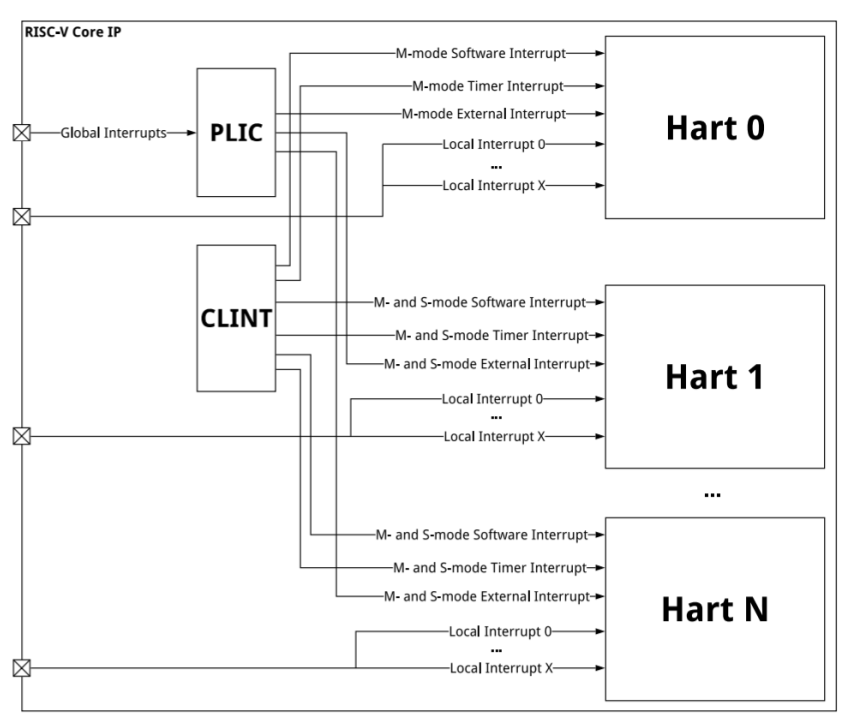 RISC-V Core IP
M-mode Software Interrupt
M-mode Timer Interrupt
M-mode External Interrupt
Global Interrupts
PLIC
Hart 0
Local Interrupt 0
...
Local Interrupt X
CLINT
M- and S-mode Software Interrupt
M- and S-mode Timer Interrupt
M- and S-mode External Interrupt
Hart 1
Local Interrupt 0
...
Local Interrupt X
...
M- and S-mode Software Interrupt
M- and S-mode Timer Interrupt
M- and S-mode External Interrupt
Hart N
Local Interrupt 0
...
Local Interrupt X